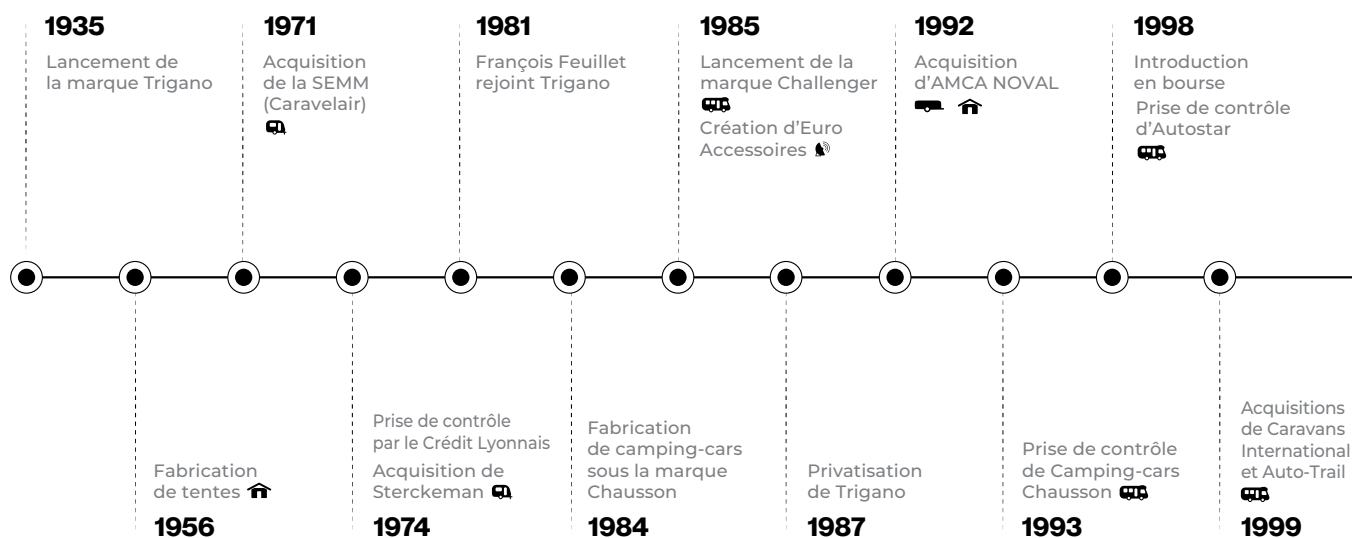 1935
Lancement de
la marque Trigano
1971
Acquisition
de la SEMM
(Caravelair)
1981
François Feuillet
rejoint Trigano
1985
Lancement de la
marque Challenger
Création d’Euro
Accessoires
1992
Acquisition
d’AMCA NOVAL
1998
Introduction
en bourse
Prise de contrôle
d’Autostar
Fabrication
de tentes
1956
Prise de contrôle
par le Crédit Lyonnais
Acquisition de
Sterckeman
1974
Fabrication
de camping-cars
sous la marque
Chausson
1984
Privatisation
de Trigano
1987
Prise de contrôle
de Camping-cars
Chausson
1993
Acquisitions
de Caravans
International
et Auto-Trail
1999